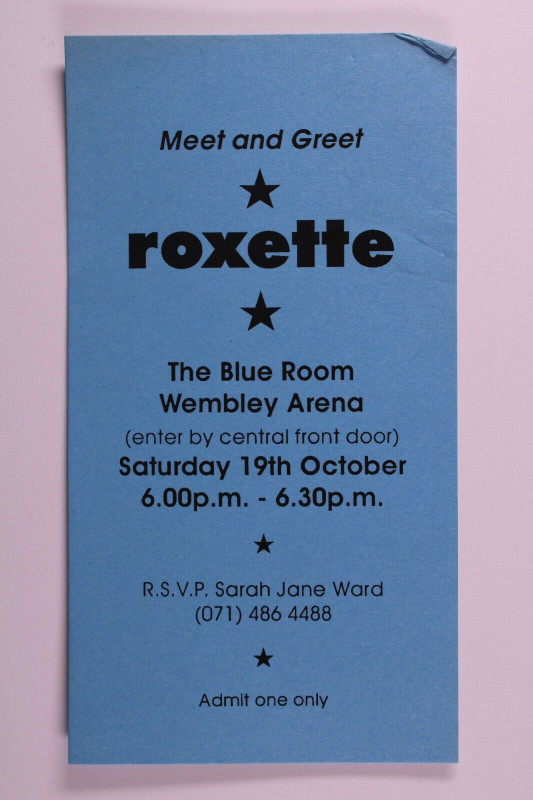 Meet and Greet
roxette
The Blue Room
Wembley Arena
(enter by central front door)
Saturday 19th October
6.00p.m. - 6.30p.m.
R.S.V.P. Sarah Jane Ward
(071) 486 4488
Admit one only